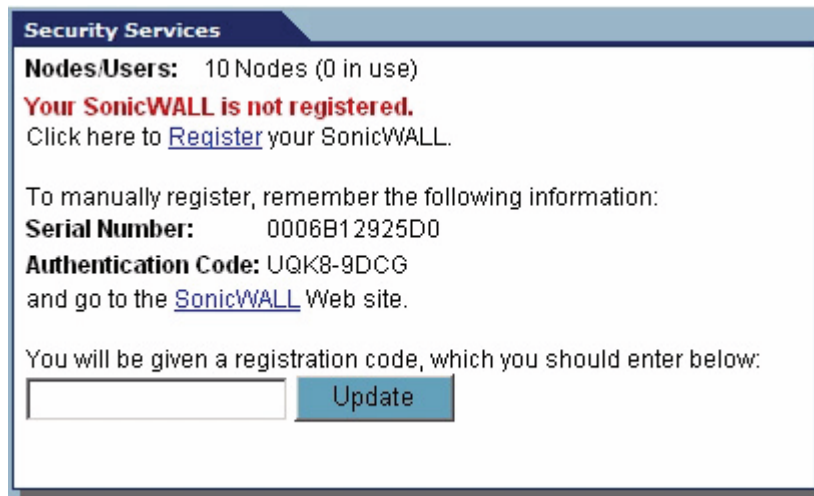 Security Services
Nodes/Users: 10 Nodes (0 in use)
Your SonicWALL is not registered.
Click here to Register your SonicWALL.
To manually register, remember the following information:
Serial Number: 0006B12925D0
Authentication Code: UQK8-9DCG
and go to the SonicWALL Web site.
You will be given a registration code, which you should enter below:
Update